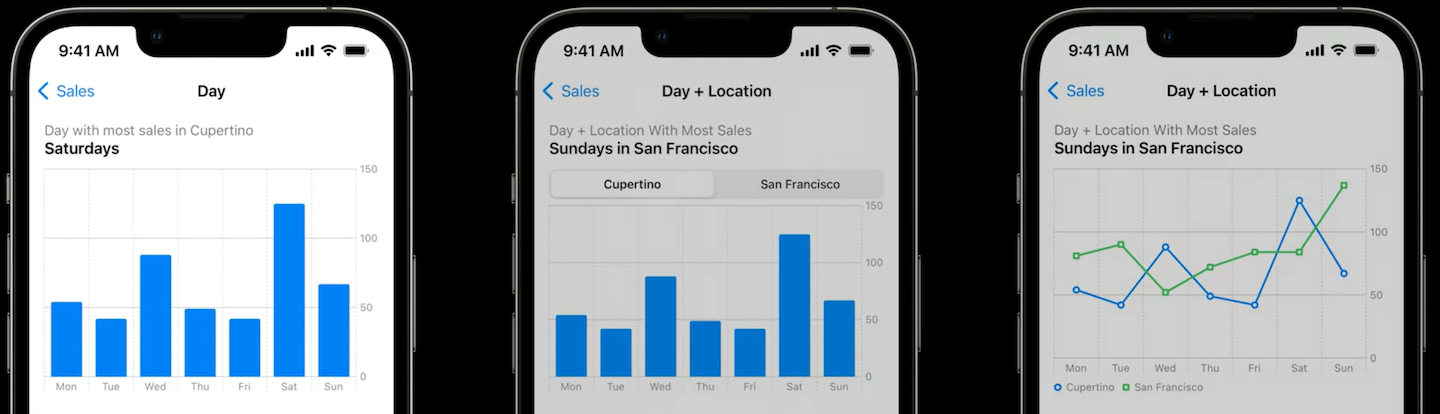 9:41 AM
Sales
Day
Day with most sales in Cupertino
Saturdays
150
100
50
0
Mon Tue Wed Thu Fri Sat Sun
9:41 AM
Sales
Day + Location
Day + Location With Most Sales
Sundays in San Francisco
Cupertino San Francisco
150
100
50
0
Mon Tue Wed Thu Fri Sat Sun
9:41 AM
Sales
Day + Location
Day + Location With Most Sales
Sundays in San Francisco
150
100
50
0
Mon Tue Wed Thu Fri Sat Sun
Cupertino San Francisco